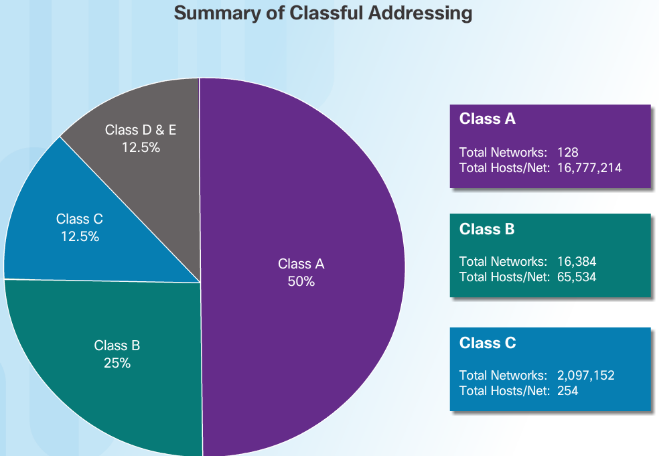 Summary of Classful Addressing
Class D & E
12.5%
Class C
12.5%
Class A
50%
Class B
25%
Class A
Total Networks: 128
Total Hosts/Net: 16,777,214
Class B
Total Networks: 16,384
Total Hosts/Net: 65,534
Class C
Total Networks: 2,097,152
Total Hosts/Net: 254